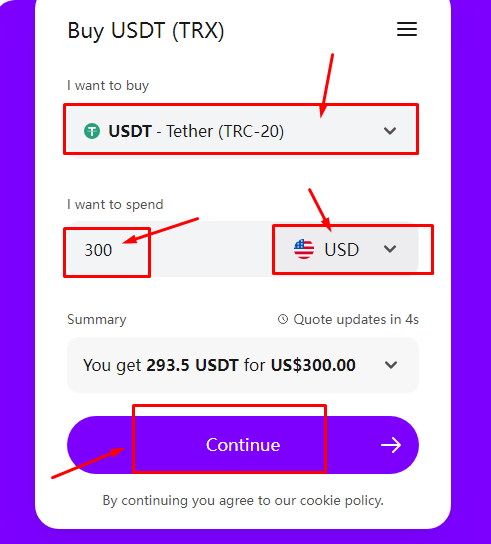 Buy USDT (TRX)
I want to buy
USDT - Tether (TRC-20)
I want to spend
300 USD
Summary Quote updates in 4s
You get 293.5 USDT for US$300.00
Continue
By continuing you agree to our cookie policy.